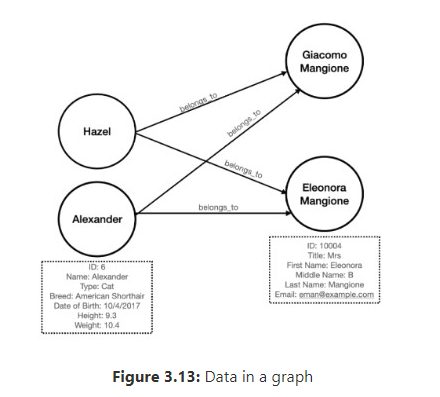 Giacomo
Mangione
belongs_to
Hazel
belongs_to
belongs_to
Eleonora
Mangione
Alexander
belongs_to
ID: 6
Name: Alexander
Type: Cat
Breed: American Shorthair
Date of Birth: 10/4/2017
Height: 9.3
Weight: 10.4
ID: 10004
Title: Mrs
First Name: Eleonora
Middle Name: B
Last Name: Mangione
Email: eman@example.com
Figure 3.13: Data in a graph